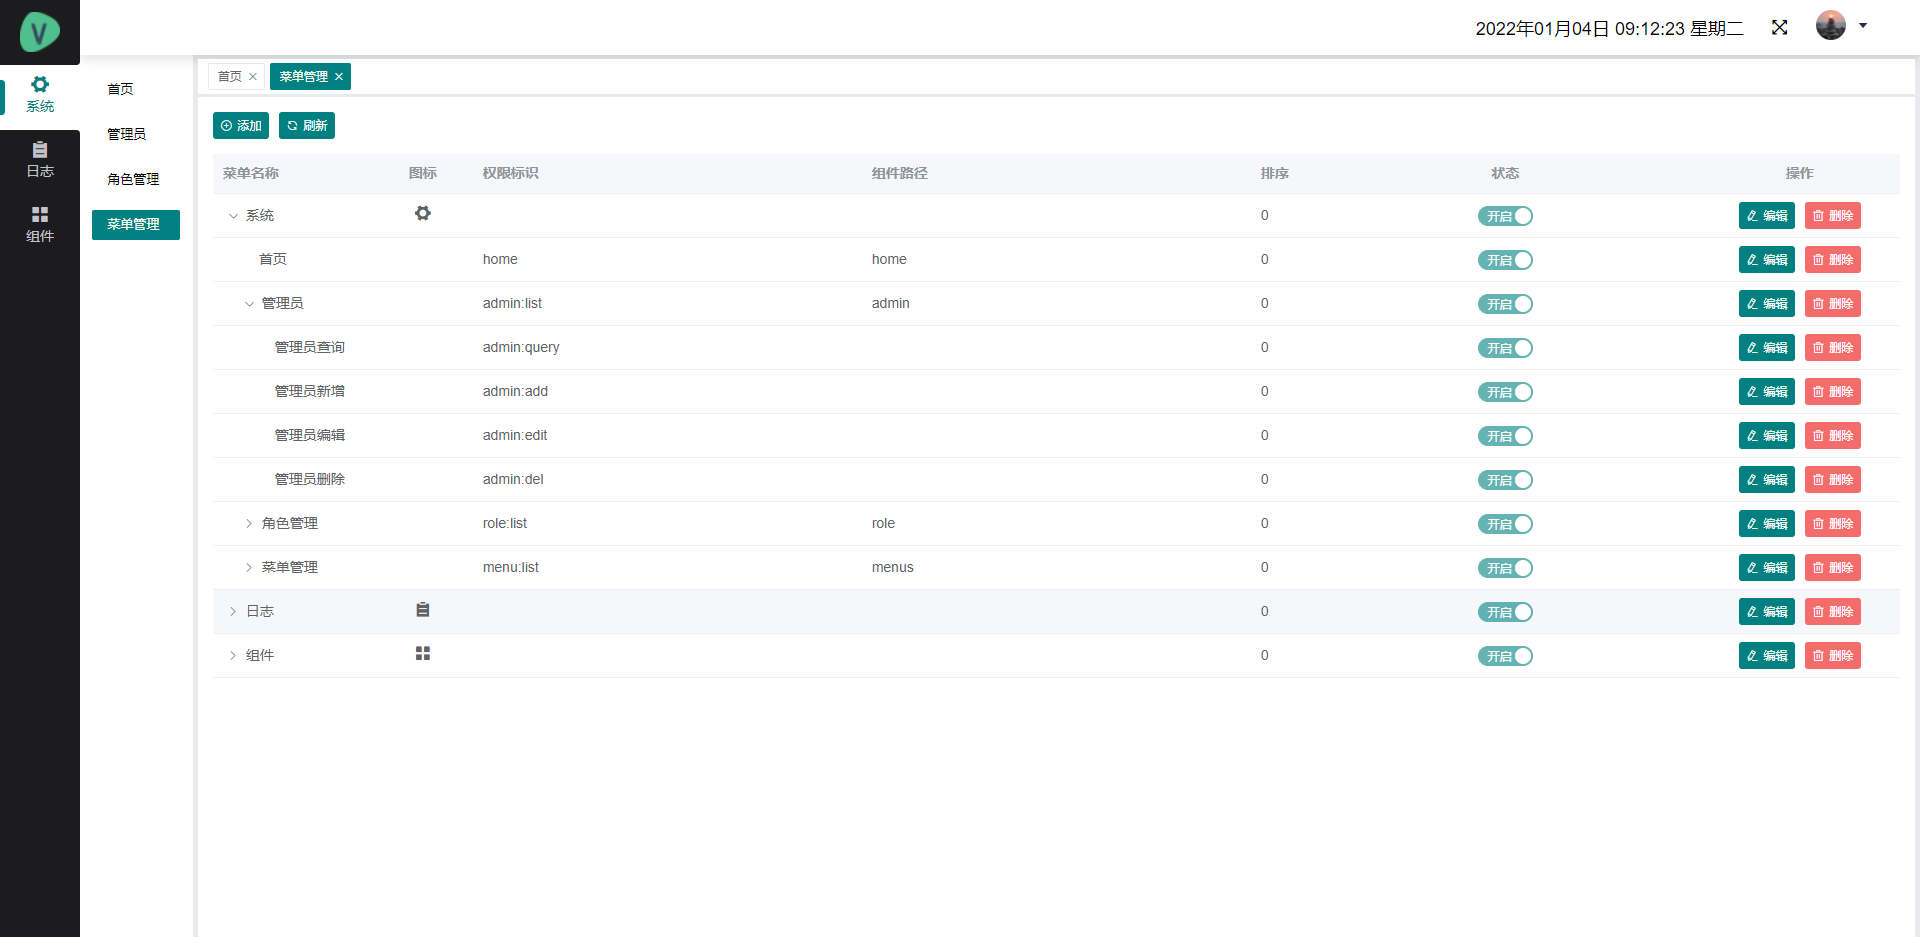 V
2022年01月04日 09:12:23 星期二
系统
日志
组件
首页
管理员
角色管理
菜单管理
首页 菜单管理
添加 刷新
菜单名称 图标 权限标识 组件路径 排序 状态 操作
系统 0 开启 编辑 删除
首页 home home 0 开启 编辑 删除
管理员 admin:list admin 0 开启 编辑 删除
管理员查询 admin:query 0 开启 编辑 删除
管理员新增 admin:add 0 开启 编辑 删除
管理员编辑 admin:edit 0 开启 编辑 删除
管理员删除 admin:del 0 开启 编辑 删除
角色管理 role:list role 0 开启 编辑 删除
菜单管理 menu:list menus 0 开启 编辑 删除
日志 0 开启 编辑 删除
组件 0 开启 编辑 删除